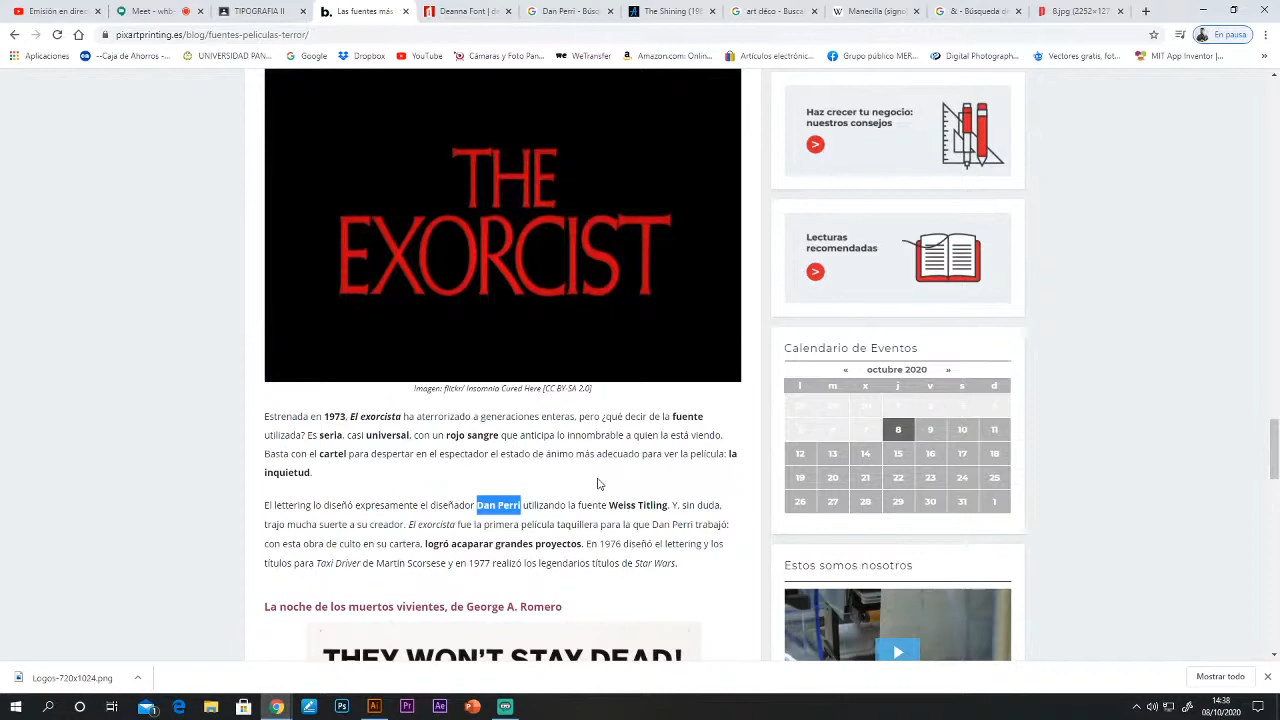 Emisión en direc
Meet - whb
TIPOGRAFIA II
b. Las fuentes más
Deanna Font | de
Dan Perri - Búsq
The Shining (198
art déco - Busca
Manecilla (signo
& - Búsqueda de
8.jpg (2252×127
En pausa
pixartprinting.es/blog/fuentes-peliculas-terror/
Aplicaciones
--Caja de Ahorros -...
UNIVERSIDAD PAN...
Google
Dropbox
YouTube
Cámaras y Foto Pan...
WeTransfer
Amazon.com: Onlin...
Artículos electrónic...
Grupo público MER...
Digital Photograph...
Vectores gratis, fot...
MIT App Inventor |...
THE
EXORCIST
Imagen: flickr/ Insomnia Cured Here [CC BY-SA 2.0]
Estrenada en 1973, El exorcista ha aterrorizado a generaciones enteras, pero ¿qué decir de la fuente
utilizada? Es seria, casi universal, con un rojo sangre que anticipa lo innombrable a quien la está viendo.
Basta con el cartel para despertar en el espectador el estado de ánimo más adecuado para ver la película: la
inquietud.
El lettering lo diseñó expresamente el diseñador Dan Perri utilizando la fuente Weiss Titling. Y, sin duda,
trajo mucha suerte a su creador. El exorcista fue la primera película taquillera para la que Dan Perri trabajó:
con esta obra de culto en su cartera, logró acaparar grandes proyectos. En 1976 diseñó el lettering y los
títulos para Taxi Driver de Martin Scorsese y en 1977 realizó los legendarios títulos de Star Wars.
La noche de los muertos vivientes, de George A. Romero
THEY WON'T STAY DEAD!
Haz crecer tu negocio:
nuestros consejos
>
Lecturas
recomendadas
>
Calendario de Eventos
« octubre 2020 »
l m x j v s d
8 9 10 11
12 13 14 15 16 17 18
19 20 21 22 23 24 25
26 27 28 29 30 31 1
Estos somos nosotros
Logos-720x1024.png
Mostrar todo
Ps
Ai
Pr
Ae
14:38
08/10/2020